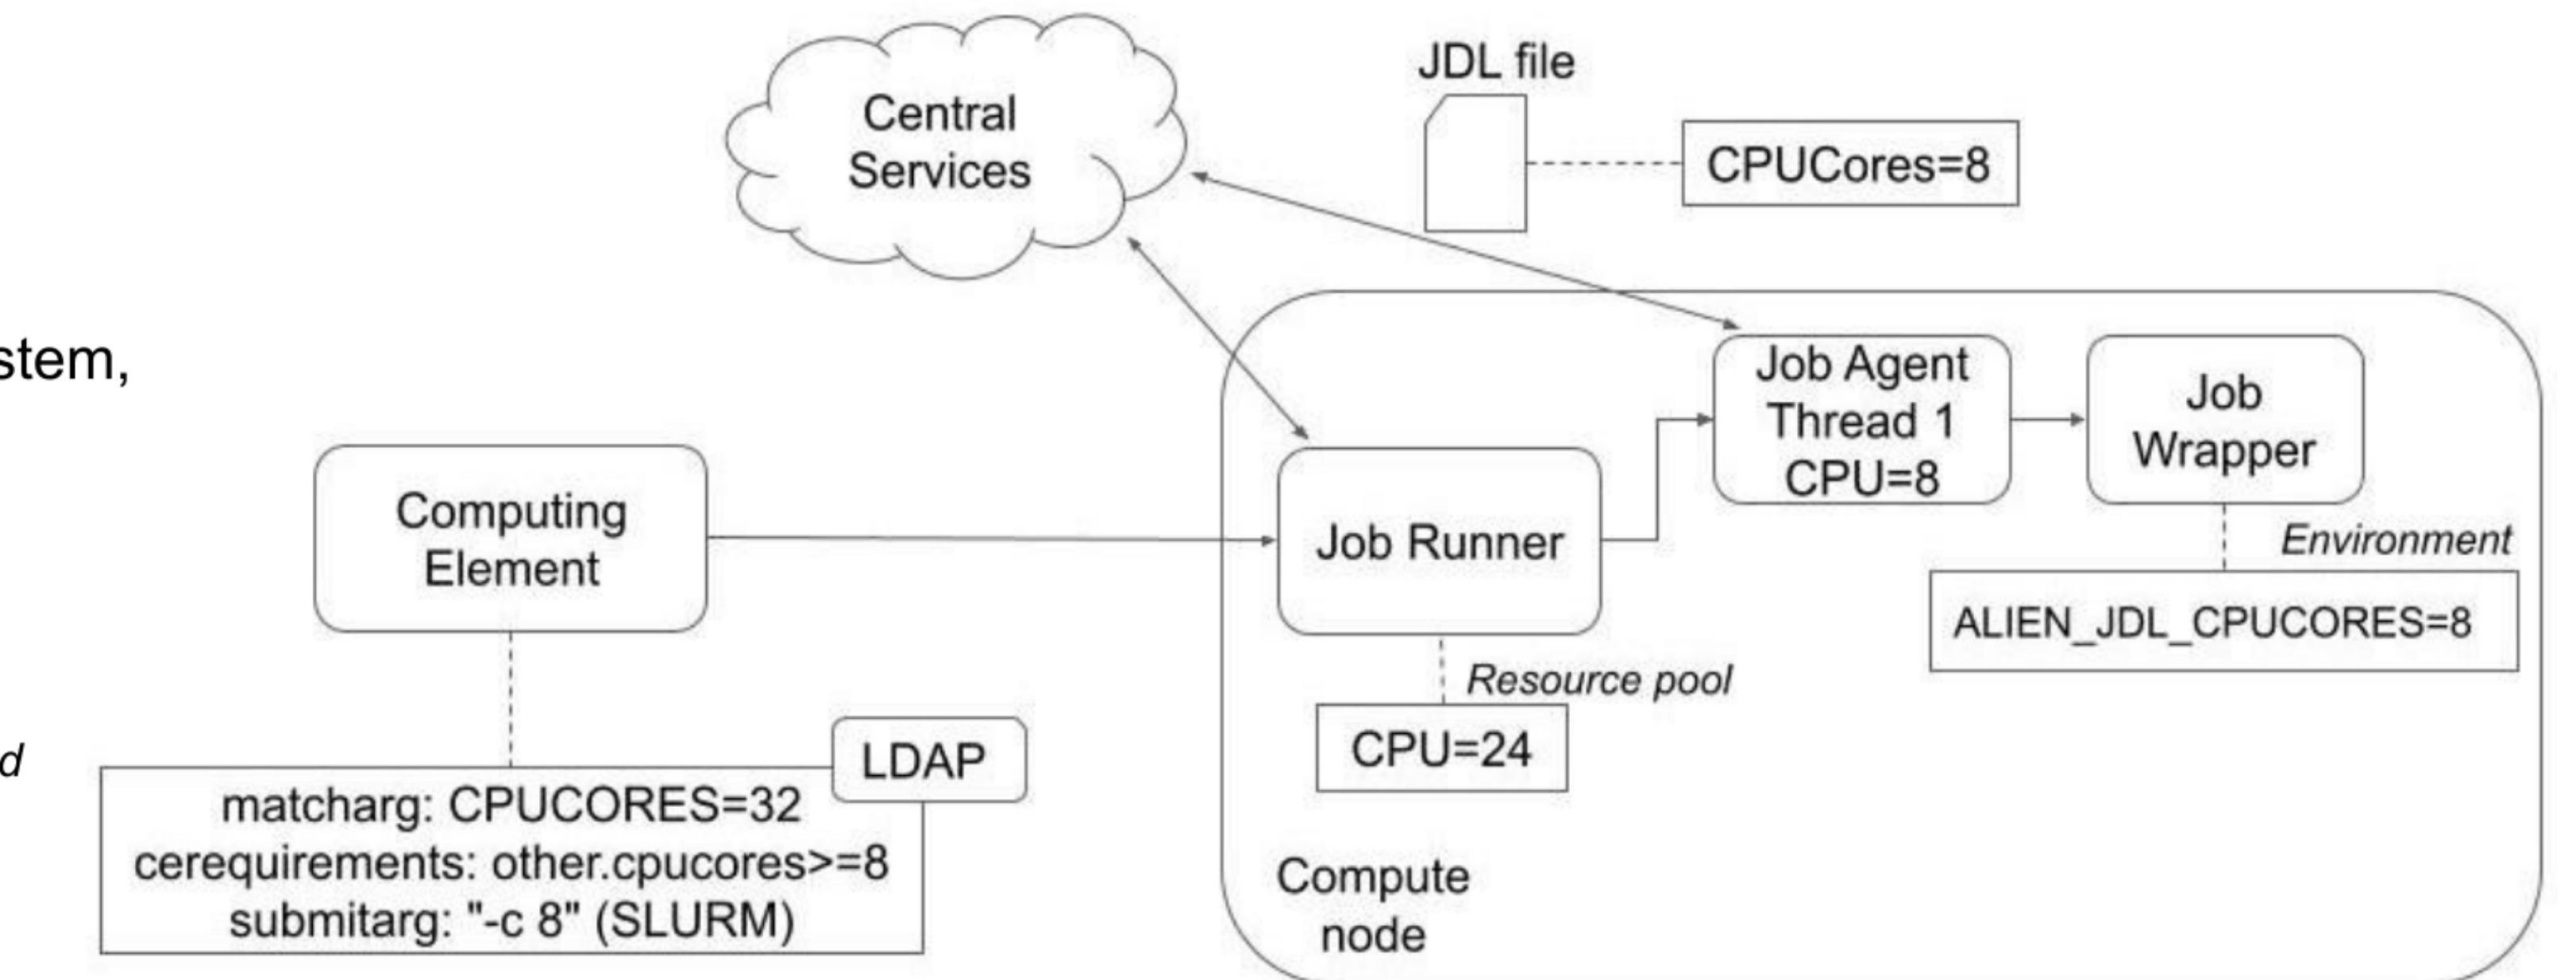 Central
Services
JDL file
CPUCores=8
stem,
Computing
Element
Job Runner
Job Agent
Thread 1
CPU=8
Job
Wrapper
Environment
ALIEN_JDL_CPUCORES=8
Resource pool
CPU=24
d
LDAP
matcharg: CPUCORES=32
cerequirements: other.cpucores>=8
submitarg: "-c 8" (SLURM)
Compute
node